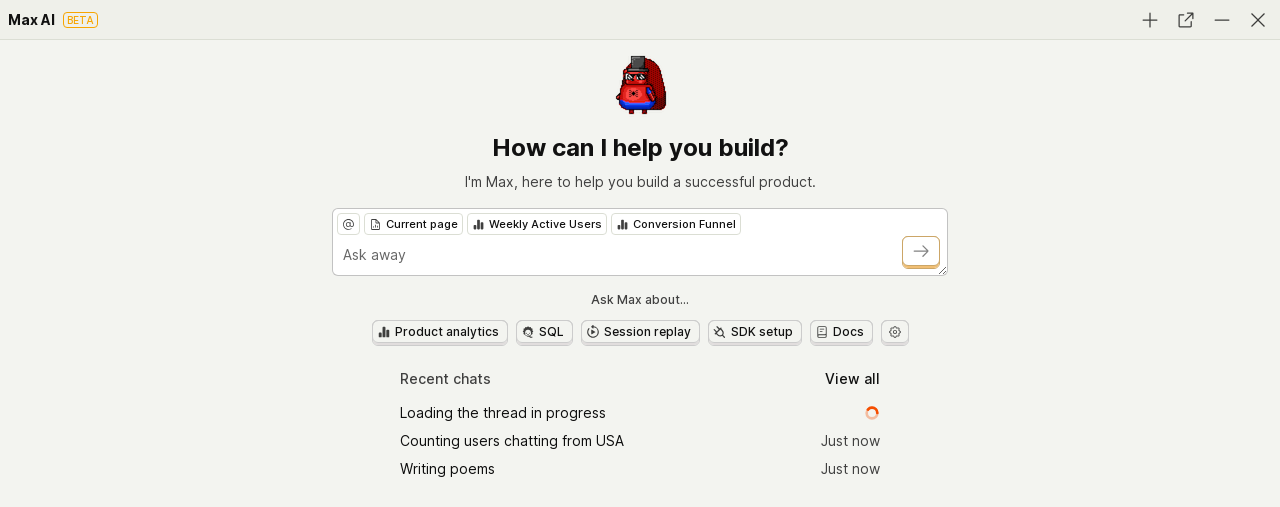 Max AI BETA
How can I help you build?
I'm Max, here to help you build a successful product.
@ Current page Weekly Active Users Conversion Funnel
Ask away
Ask Max about...
Product analytics SQL Session replay SDK setup Docs
Recent chats View all
Loading the thread in progress
Counting users chatting from USA Just now
Writing poems Just now